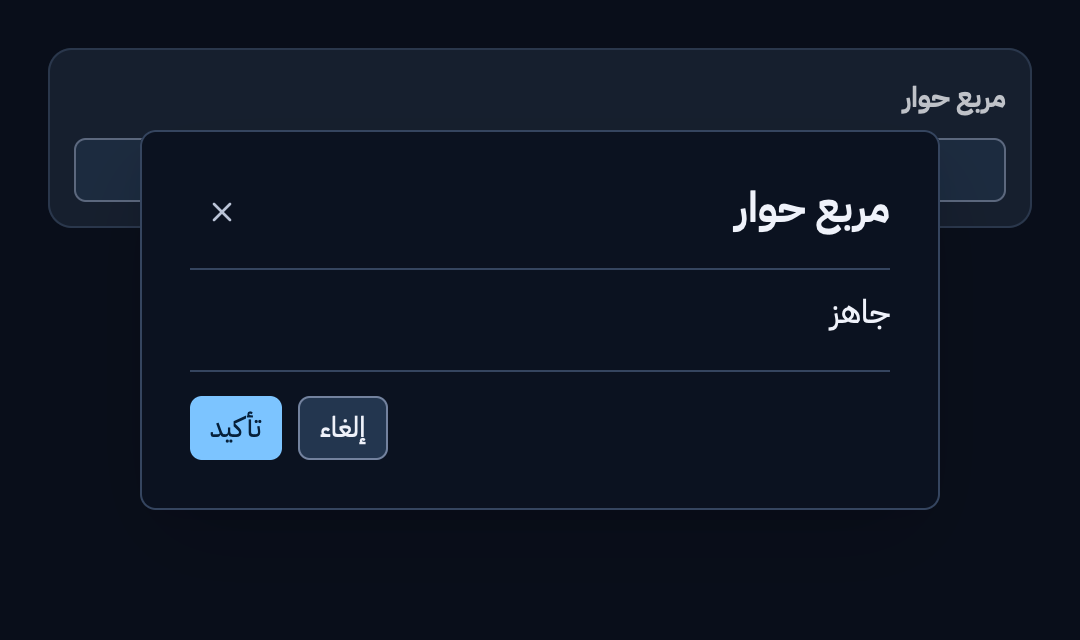 مربع حوار
مربع حوار
جاهز
إلغاء
تأكيد